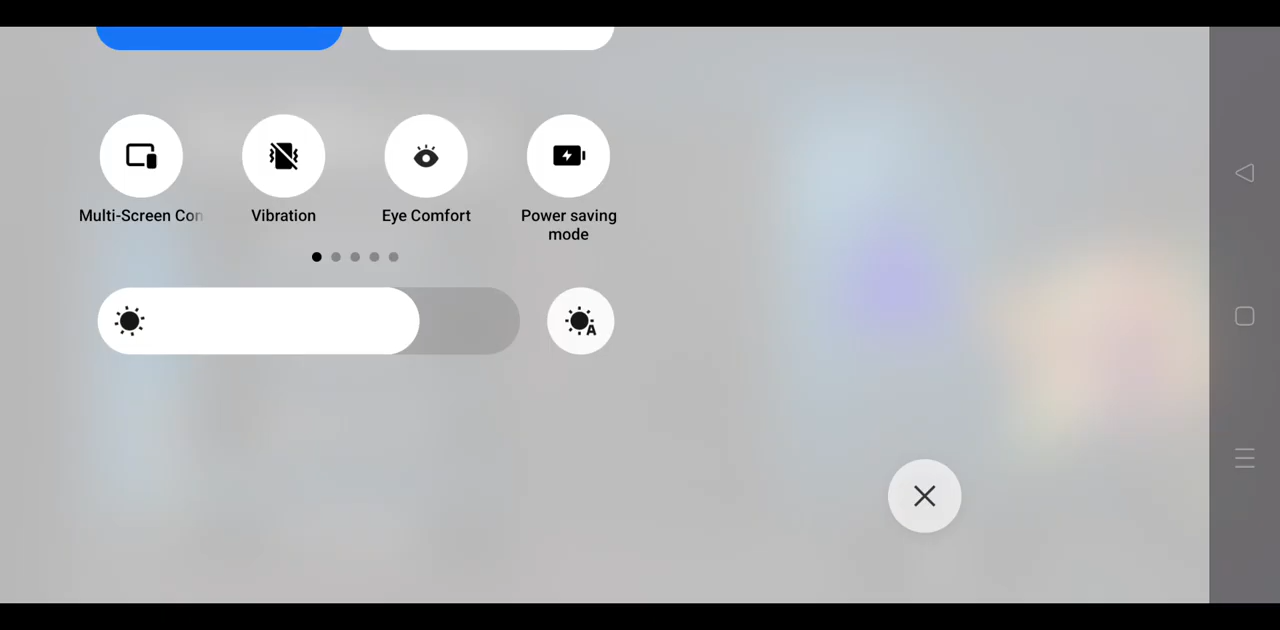 Multi-Screen Con
Vibration
Eye Comfort
Power saving
mode
A